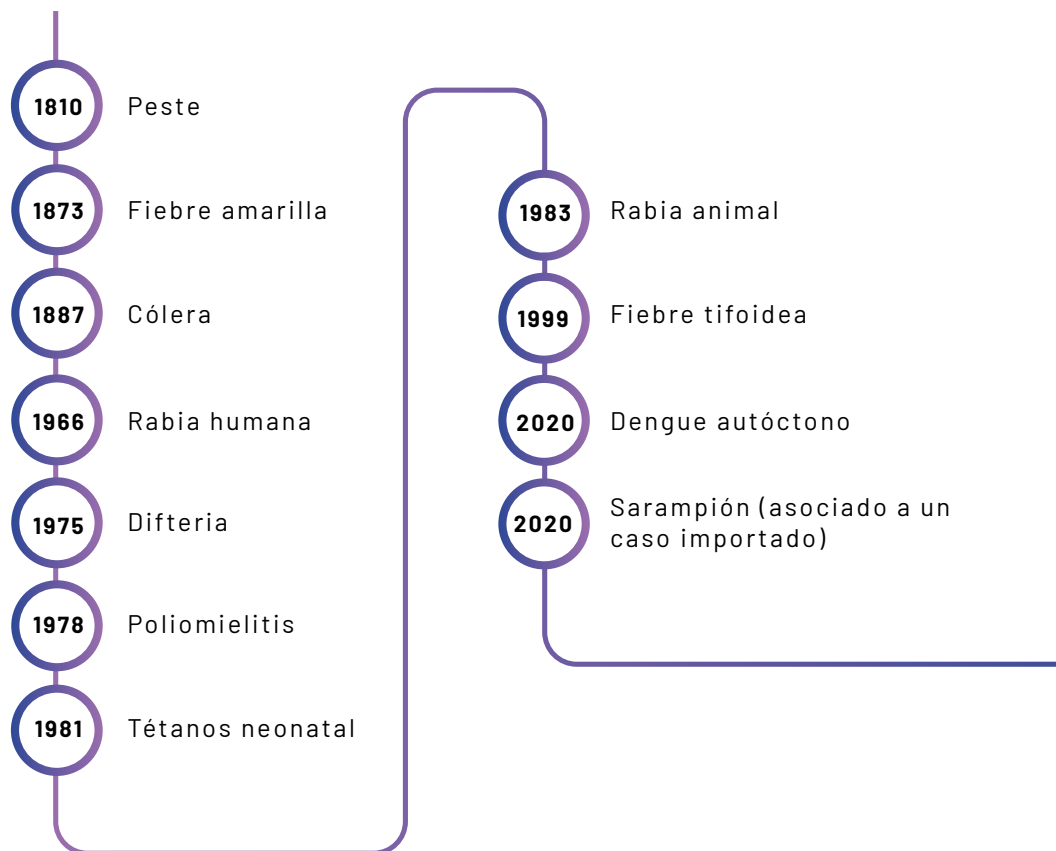 1810 Peste
1873 Fiebre amarilla
1887 Cólera
1966 Rabia humana
1975 Difteria
1978 Poliomielitis
1981 Tétanos neonatal
1983 Rabia animal
1999 Fiebre tifoidea
2020 Dengue autóctono
2020 Sarampión (asociado a un
caso importado)